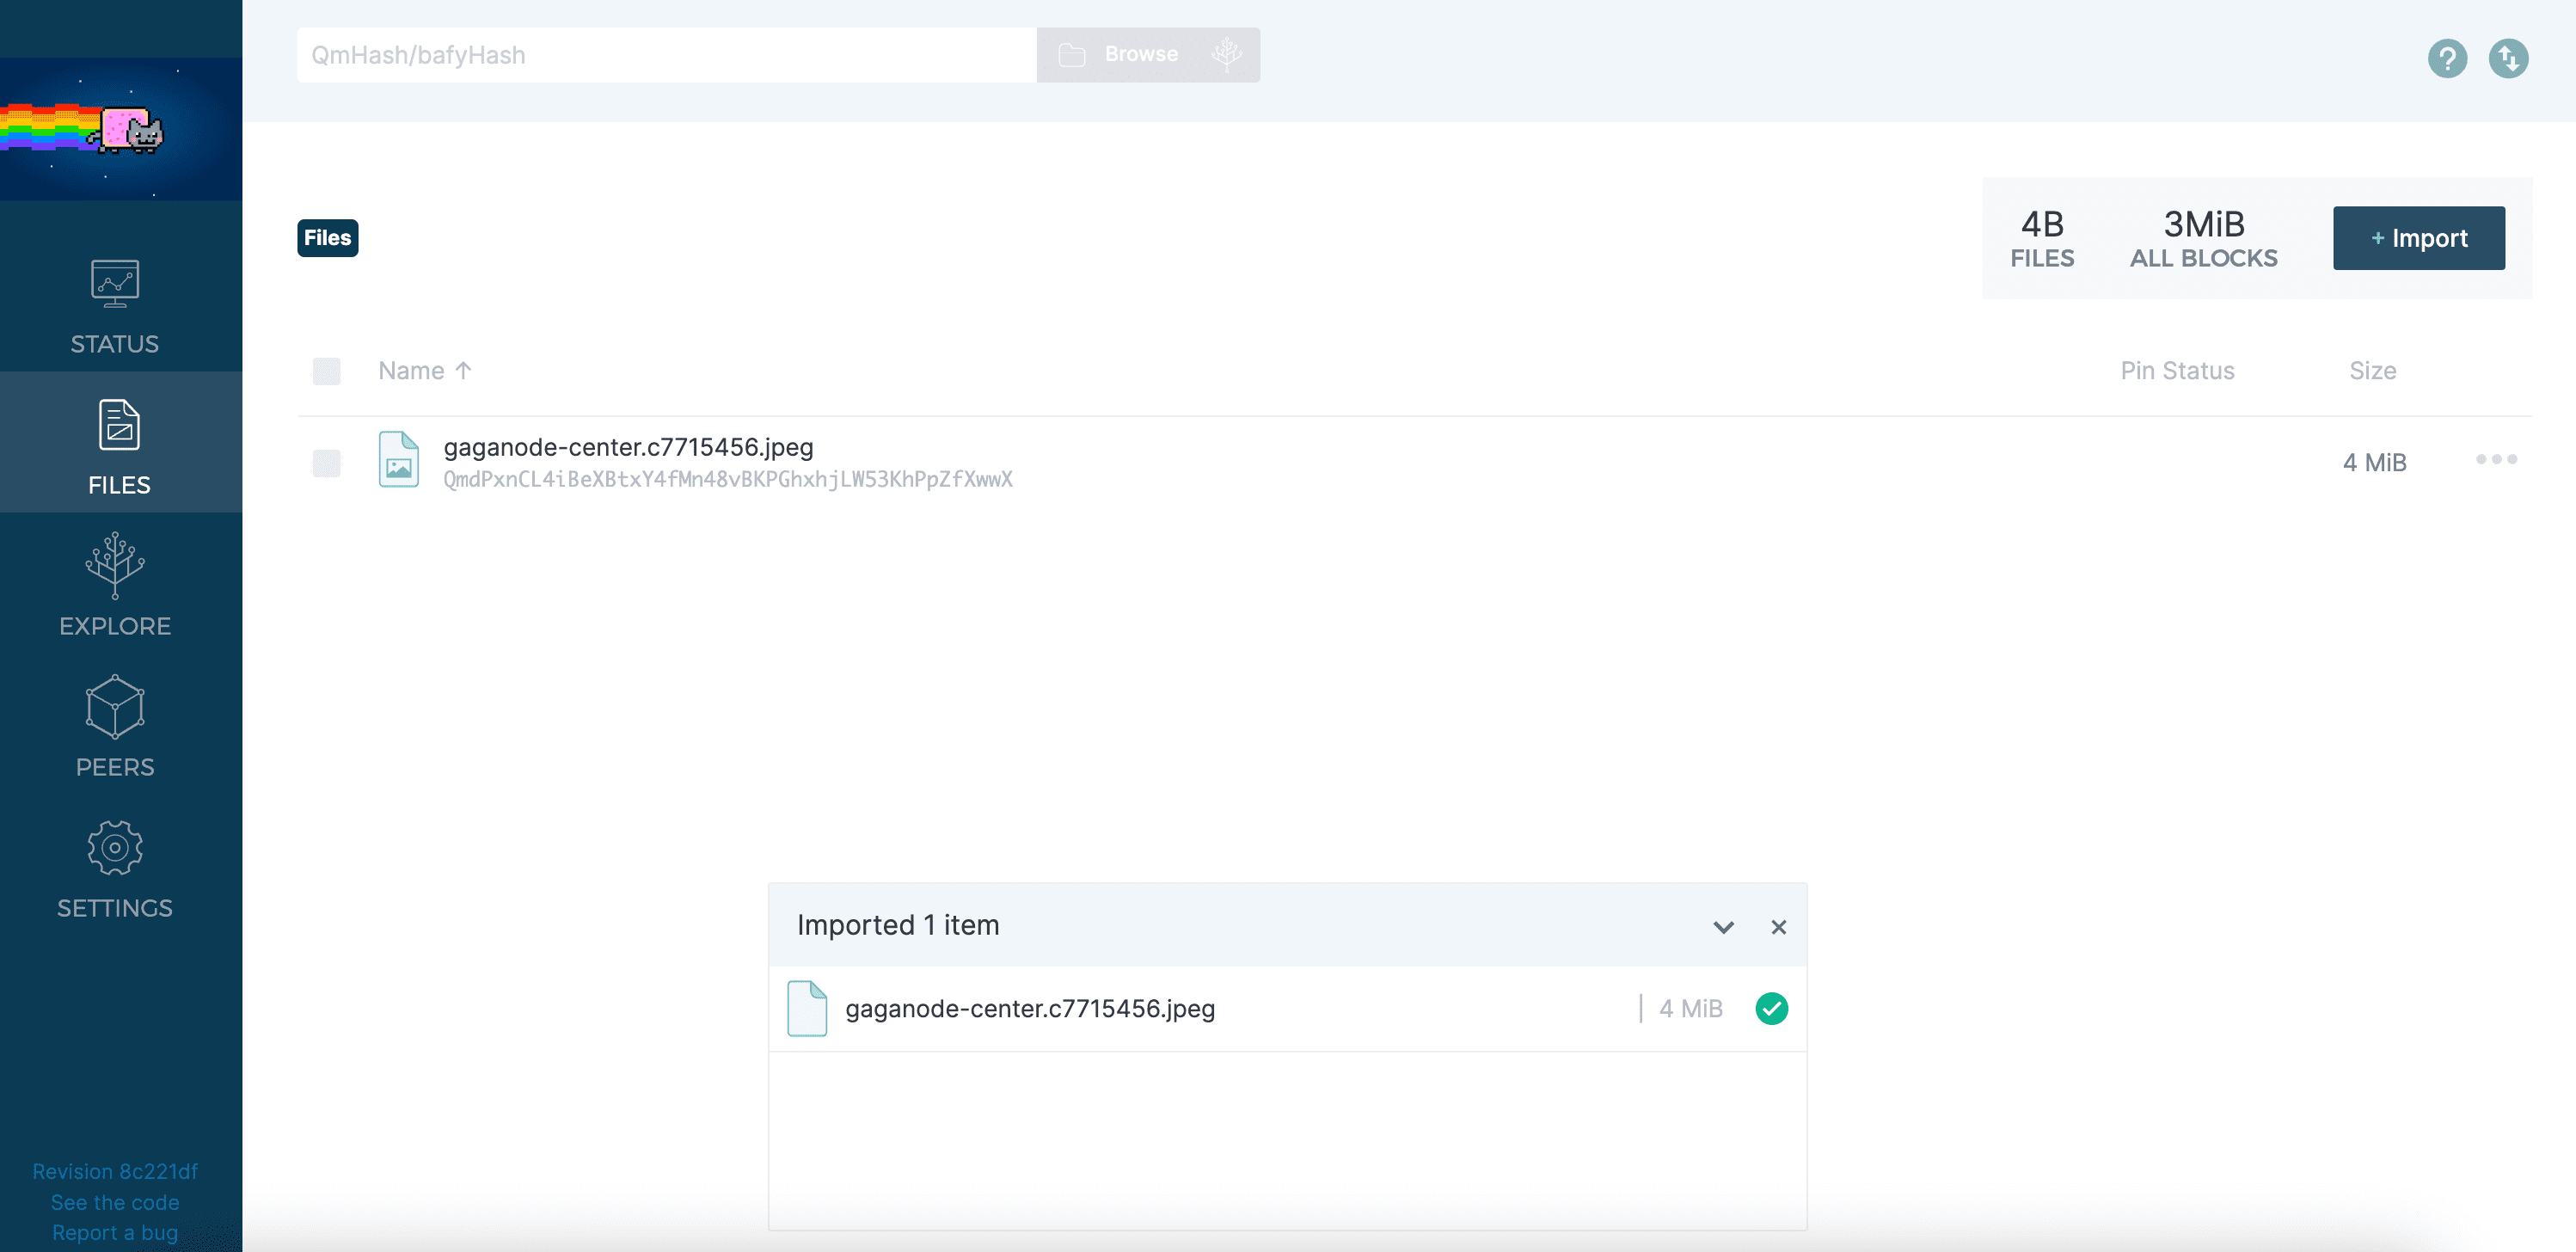 QmHash/bafyHash
Browse
?
Files
4B
FILES
3MiB
ALL BLOCKS
+ Import
STATUS
FILES
EXPLORE
PEERS
SETTINGS
Name ↑
Pin Status
Size
gaganode-center.c7715456.jpeg
QmdPxnCL4iBeXBtxY4fMn48vBKPGhxhjLW53KhPpZfXwwX
4 MiB
Imported 1 item
gaganode-center.c7715456.jpeg
4 MiB
Revision 8c221df
See the code
Report a bug